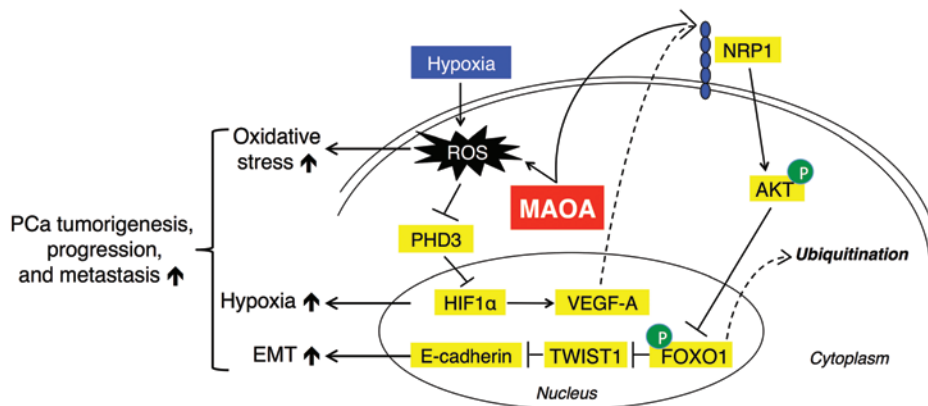 NRP1
Hypoxia
Oxidative
stress ↑
ROS
P
AKT
MAOA
PCa tumorigenesis,
progression,
and metastasis ↑
PHD3
Ubiquitination
Hypoxia ↑
HIF1α
VEGF-A
P
EMT ↑
E-cadherin
TWIST1
FOXO1
Cytoplasm
Nucleus